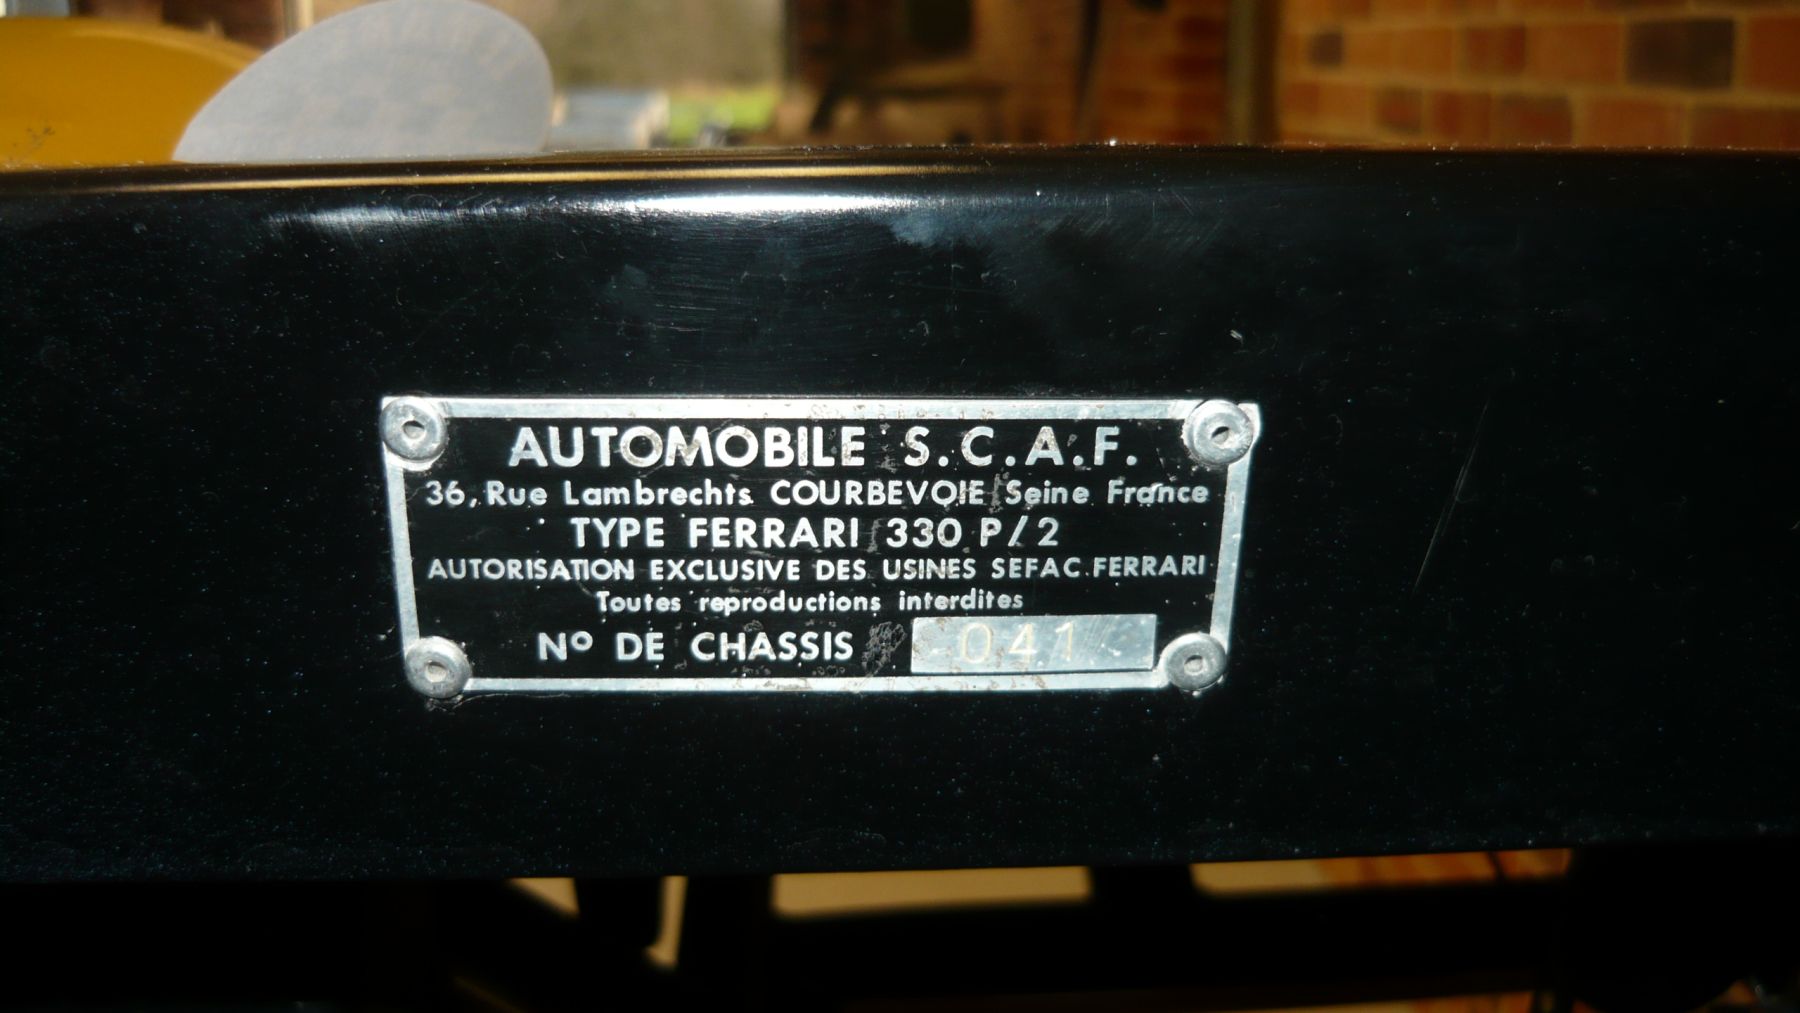 AUTOMOBILE S.C.A.F.
36, Rue Lambrechts COURBEVOIE Seine France
TYPE FERRARI 330 P/2
AUTORISATION EXCLUSIVE DES USINES SEFAC.FERRARI
Toutes reproductions interdites
Nº DE CHASSIS 041